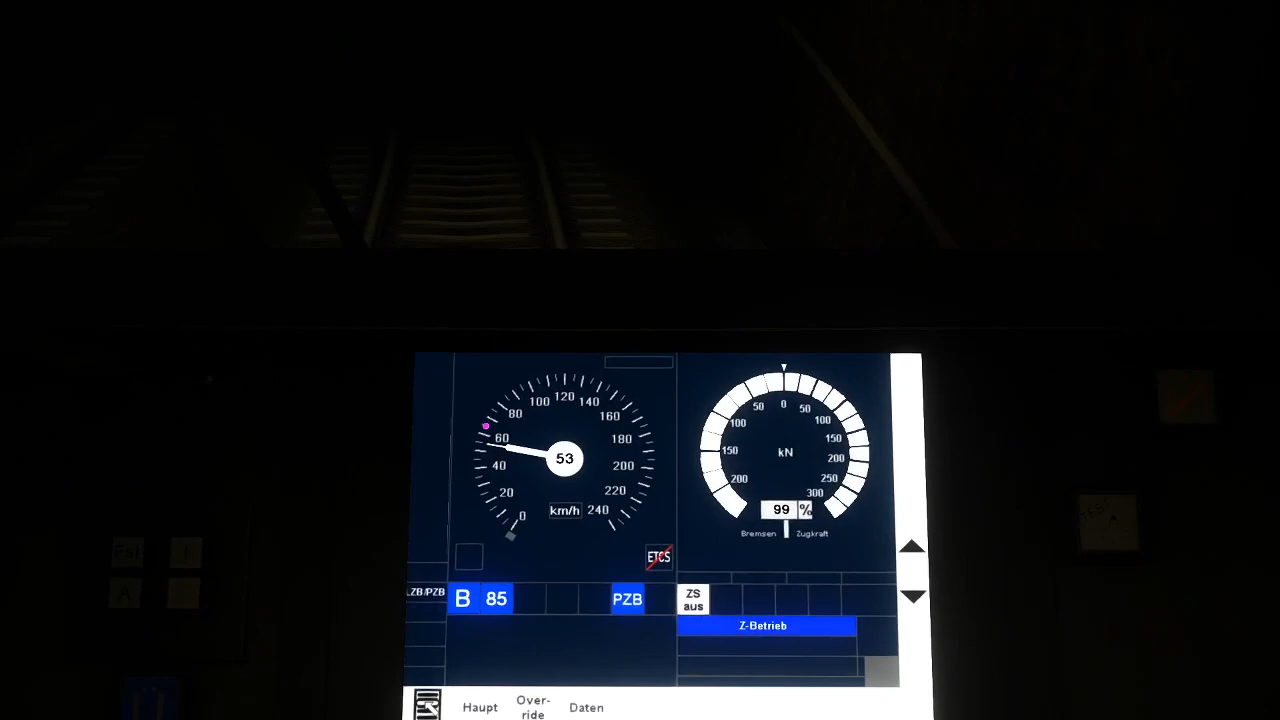 100 120 140
80 160
60 180
53
40 200
20 220
0 km/h 240
ETCS
50 0 50
100 100
150 150
kN
200 200
250
300
99 %
Bremsen Zugkraft
LZB/PZB
B 85 PZB
ZS
aus
Z-Betrieb
Haupt
Over-
ride
Daten